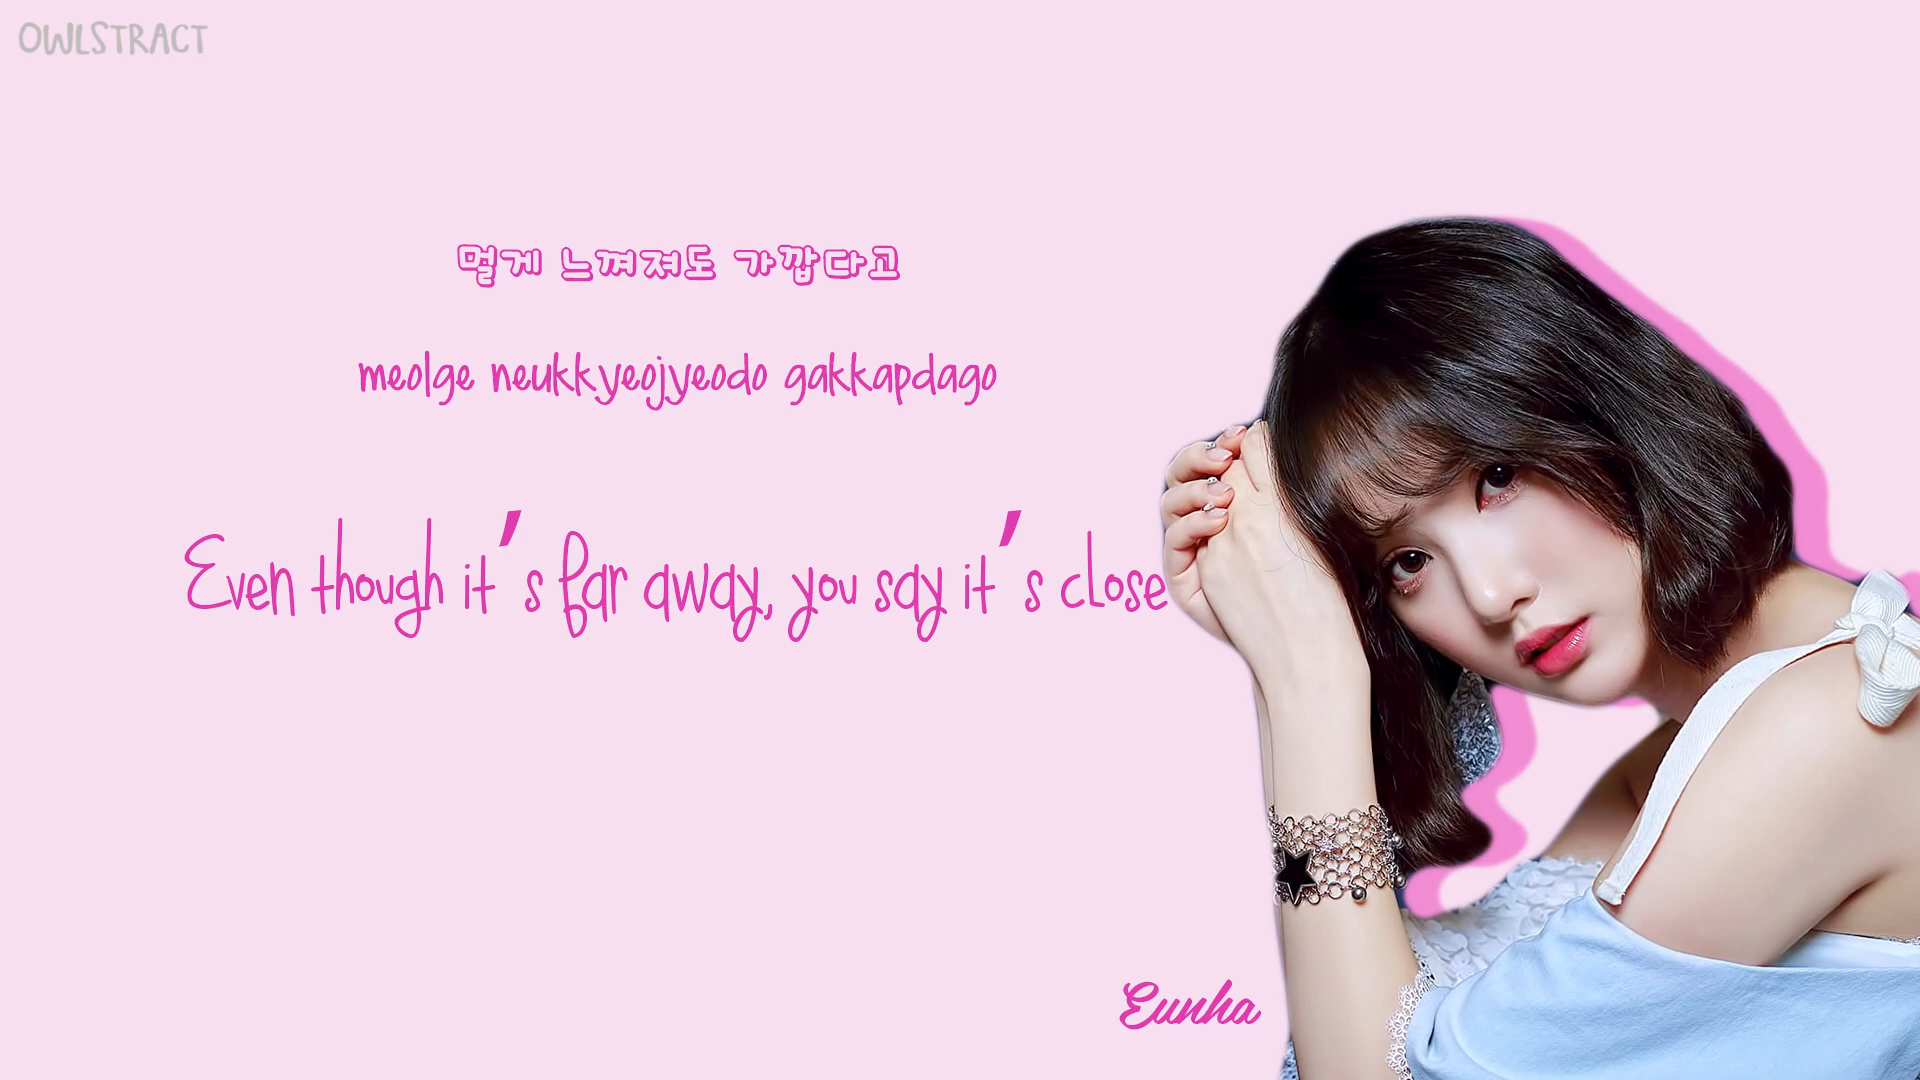 OWLSTRACT
멀게 느껴져도 가깝다고
meolge neukkyeojyeodo gakkapdago
Even though it's far away, you say it's close
Eunha